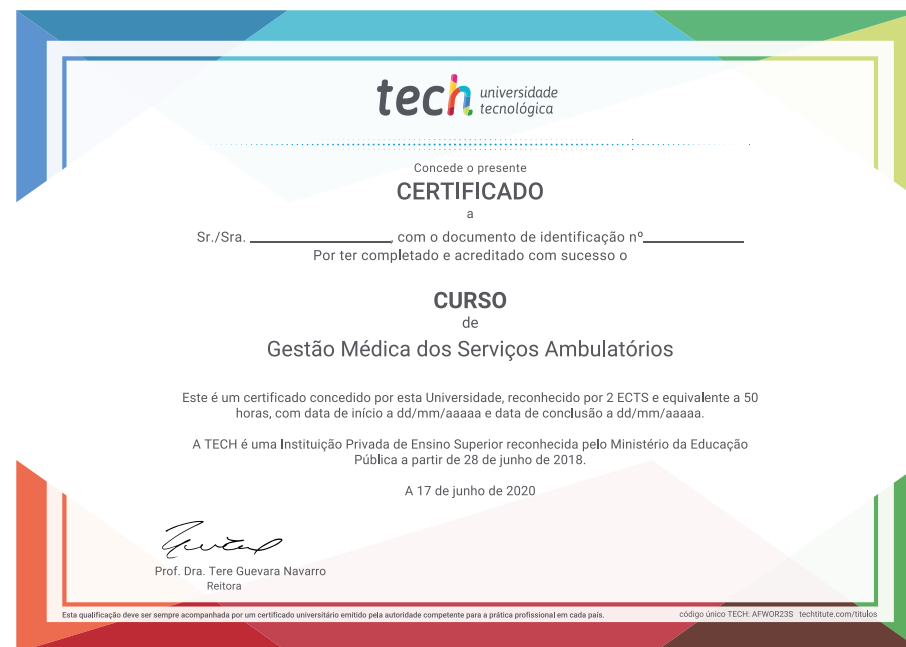 tech universidade
tecnológica
Concede o presente
CERTIFICADO
a
Sr./Sra. ________________, com o documento de identificação nº____________
Por ter completado e acreditado com sucesso o
CURSO
de
Gestão Médica dos Serviços Ambulatórios
Este é um certificado concedido por esta Universidade, reconhecido por 2 ECTS e equivalente a 50
horas, com data de início a dd/mm/aaaaa e data de conclusão a dd/mm/aaaaa.
A TECH é uma Instituição Privada de Ensino Superior reconhecida pelo Ministério da Educação
Pública a partir de 28 de junho de 2018.
A 17 de junho de 2020
Prof. Dra. Tere Guevara Navarro
Reitora
Esta qualificação deve ser sempre acompanhada por um certificado universitário emitido pela autoridade competente para a prática profissional em cada país.
código único TECH: AFWOR23S techtitute.com/titulos